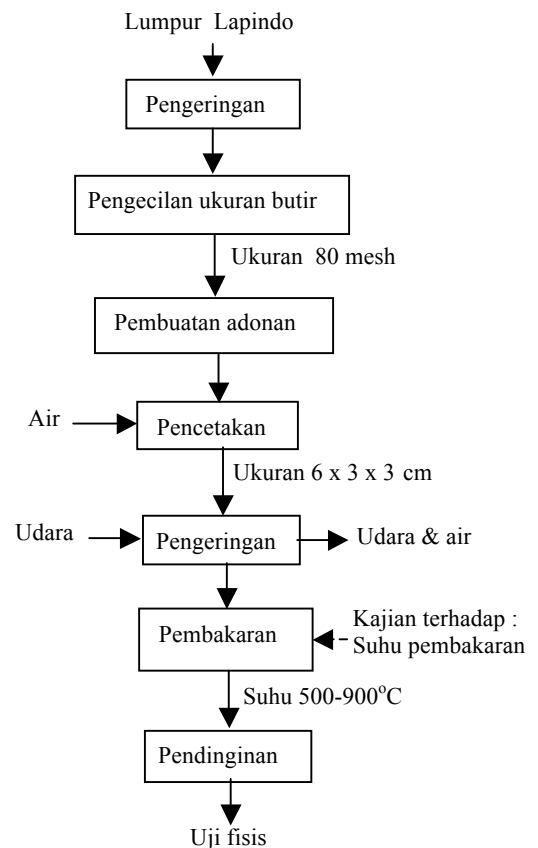 Lumpur Lapindo
Pengeringan
Pengecilan ukuran butir
Ukuran 80 mesh
Pembuatan adonan
Air
Pencetakan
Ukuran 6 x 3 x 3 cm
Udara
Pengeringan
Udara & air
Pembakaran
Kajian terhadap :
Suhu pembakaran
Suhu 500-900°C
Pendinginan
Uji fisis